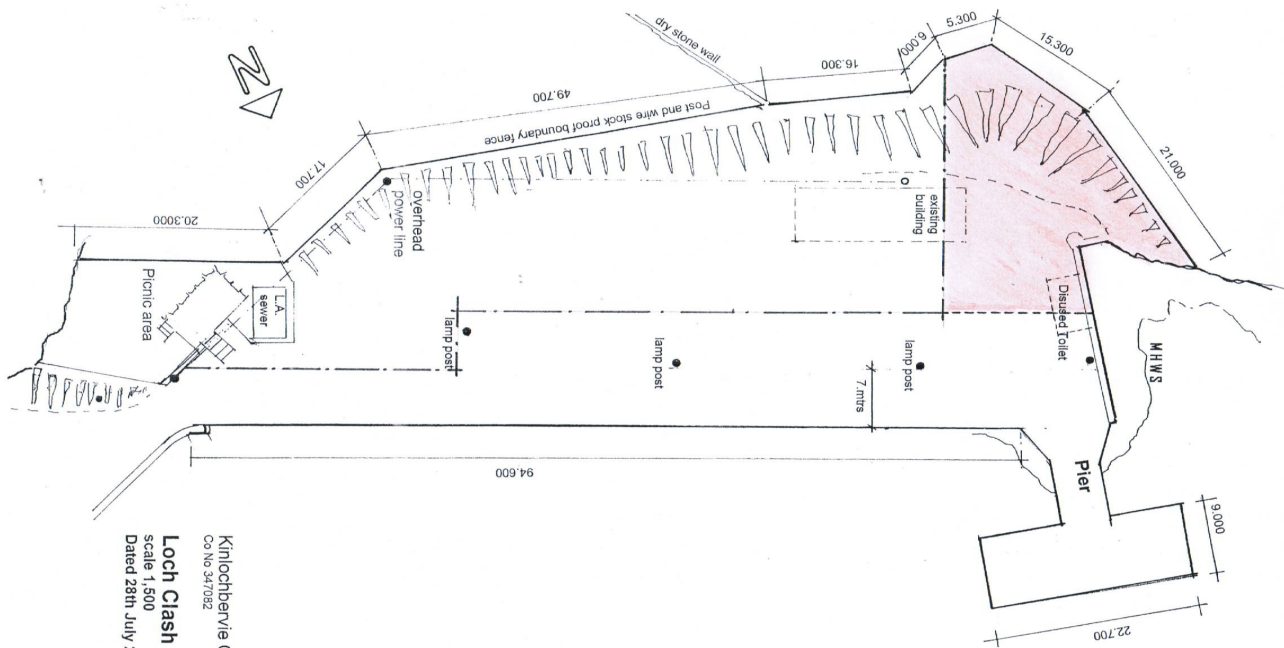 5.300
15.300
6.000
16.300
dry stone wall
49.700
Post and wire stock proof boundary fence
21.000
N
17.700
20.3000
overhead
power line
existing
building
Picnic area
L.A.
sewer
Disused Toilet
MHWS
lamp post
lamp post
lamp post
7.mtrs
94.600
Pier
9.000
22.700
Kinlochbervie (
Co No 347082
Loch Clash
scale 1,500
Dated 28th July